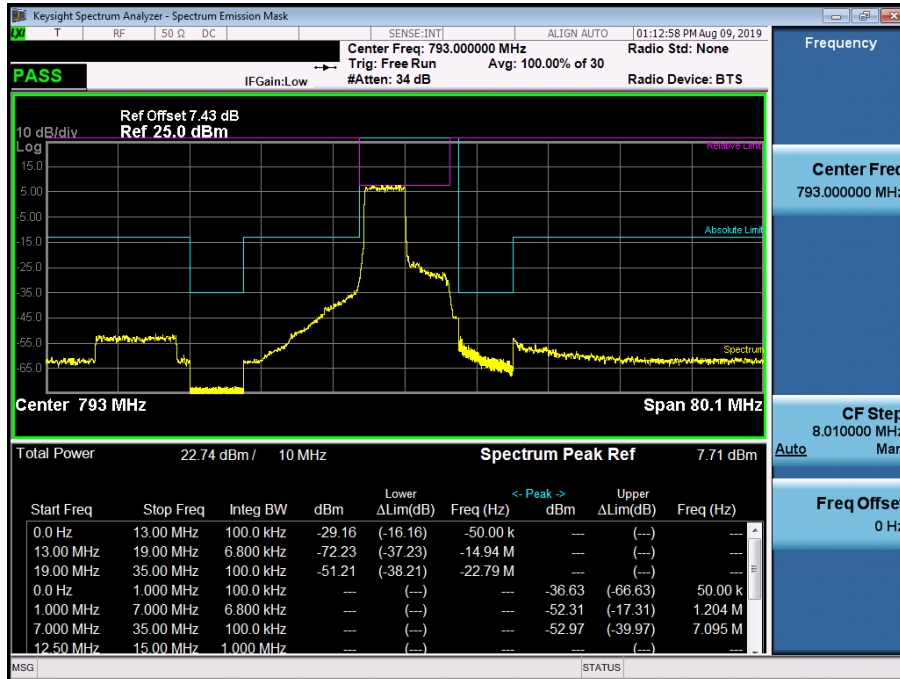 Keysight Spectrum Analyzer - Spectrum Emission Mask
LXI T RF 50 Ω DC SENSE:INT ALIGN AUTO 01:12:58 PM Aug 09, 2019
Center Freq: 793.000000 MHz Radio Std: None
Trig: Free Run Avg: 100.00% of 30
PASS IFGain:Low #Atten: 34 dB Radio Device: BTS
Ref Offset 7.43 dB
10 dB/div Ref 25.0 dBm
Log
Relative Limit
15.0
5.00
-5.00
Absolute Limit
-15.0
-25.0
-35.0
-45.0
-55.0
Spectrum
-65.0
Center 793 MHz Span 80.1 MHz
Total Power 22.74 dBm / 10 MHz Spectrum Peak Ref 7.71 dBm
Lower <- Peak -> Upper
Start Freq Stop Freq Integ BW dBm ΔLim(dB) Freq (Hz) dBm ΔLim(dB) Freq (Hz)
0.0 Hz 13.00 MHz 100.0 kHz -29.16 (-16.16) -50.00 k --- (---) ---
13.00 MHz 19.00 MHz 6.800 kHz -72.23 (-37.23) -14.94 M --- (---) ---
19.00 MHz 35.00 MHz 100.0 kHz -51.21 (-38.21) -22.79 M --- (---) ---
0.0 Hz 1.000 MHz 100.0 kHz --- (---) --- -36.63 (-66.63) 50.00 k
1.000 MHz 7.000 MHz 6.800 kHz --- (---) --- -52.31 (-17.31) 1.204 M
7.000 MHz 35.00 MHz 100.0 kHz --- (---) --- -52.97 (-39.97) 7.095 M
12.50 MHz 15.00 MHz 1.000 MHz --- (---) --- --- (---) ---
MSG STATUS
Frequency
Center Freq
793.000000 MHz
CF Step
8.010000 MHz
Auto Man
Freq Offset
0 Hz